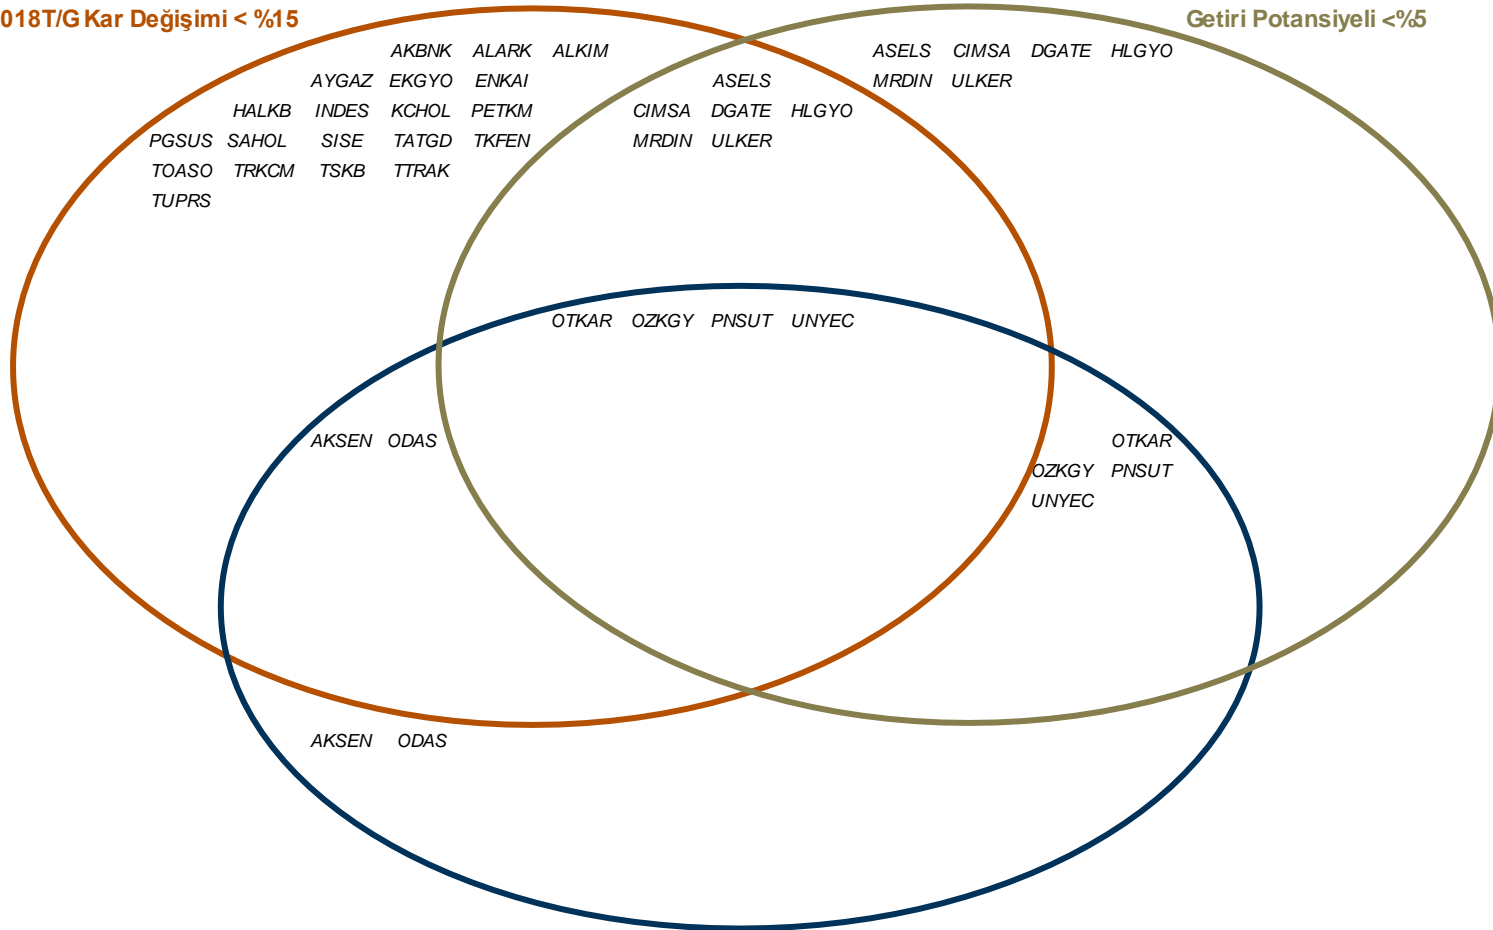 018T/G Kar Değişimi < %15
Getiri Potansiyeli <%5
AKBNK ALARK ALKIM
AYGAZ EKGYO ENKAI
HALKB INDES KCHOL PETKM
PGSUS SAHOL SISE TATGD TKFEN
TOASO TRKCM TSKB TTRAK
TUPRS
ASELS
CIMSA DGATE HLGYO
MRDIN ULKER
ASELS CIMSA DGATE HLGYO
MRDIN ULKER
OTKAR OZKGY PNSUT UNYEC
AKSEN ODAS
OTKAR
OZKGY PNSUT
UNYEC
AKSEN ODAS